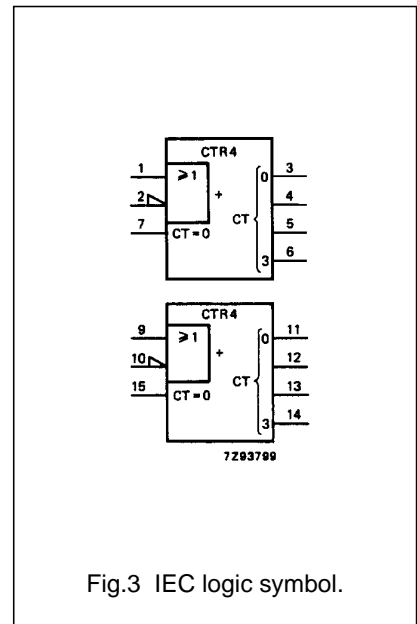 CTR4
1 ⩾1 0 3
2 + 4
7 CT=0 CT 5
3 6
CTR4
9 ⩾1 0 11
10 + 12
15 CT=0 CT 13
3 14
7Z93799
Fig.3 IEC logic symbol.